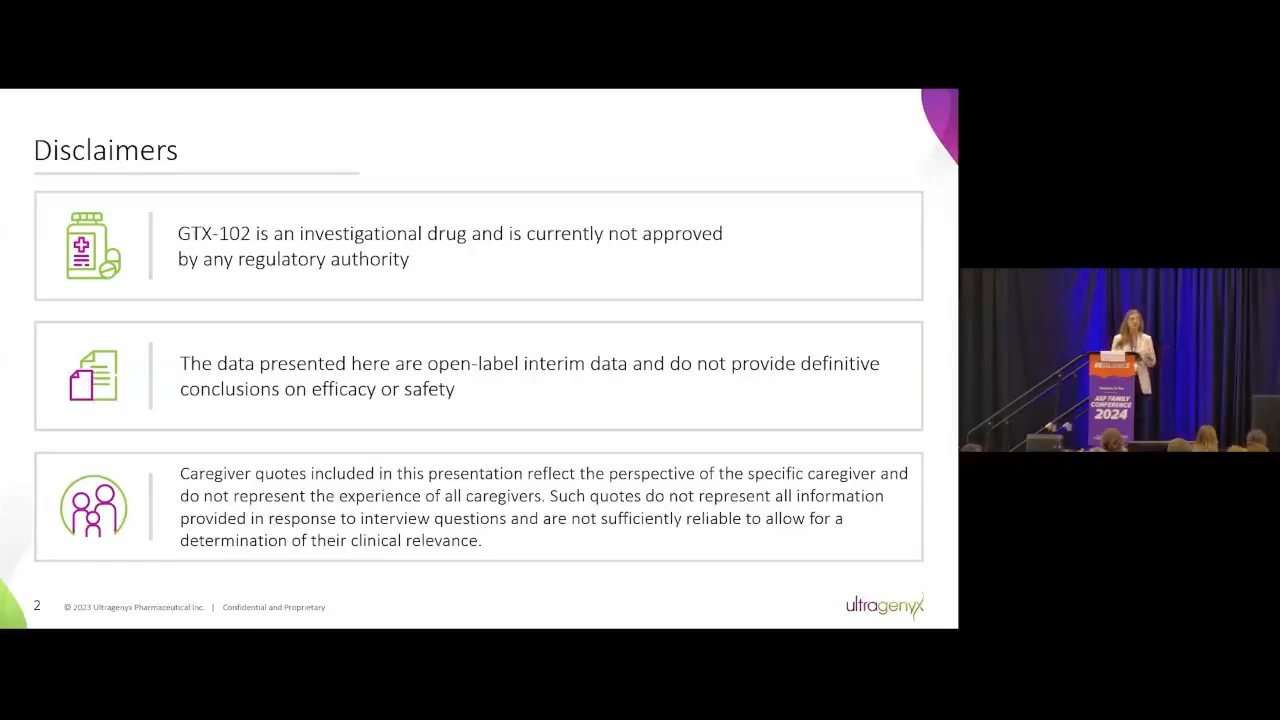 Disclaimers
GTX-102 is an investigational drug and is currently not approved
by any regulatory authority
The data presented here are open-label interim data and do not provide definitive
conclusions on efficacy or safety
Caregiver quotes included in this presentation reflect the perspective of the specific caregiver and
do not represent the experience of all caregivers. Such quotes do not represent all information
provided in response to interview questions and are not sufficiently reliable to allow for a
determination of their clinical relevance.
2 © 2023 Ultragenyx Pharmaceutical Inc. | Confidential and Proprietary
ultragenyx
ASF FAMILY
CONFERENCE
2024